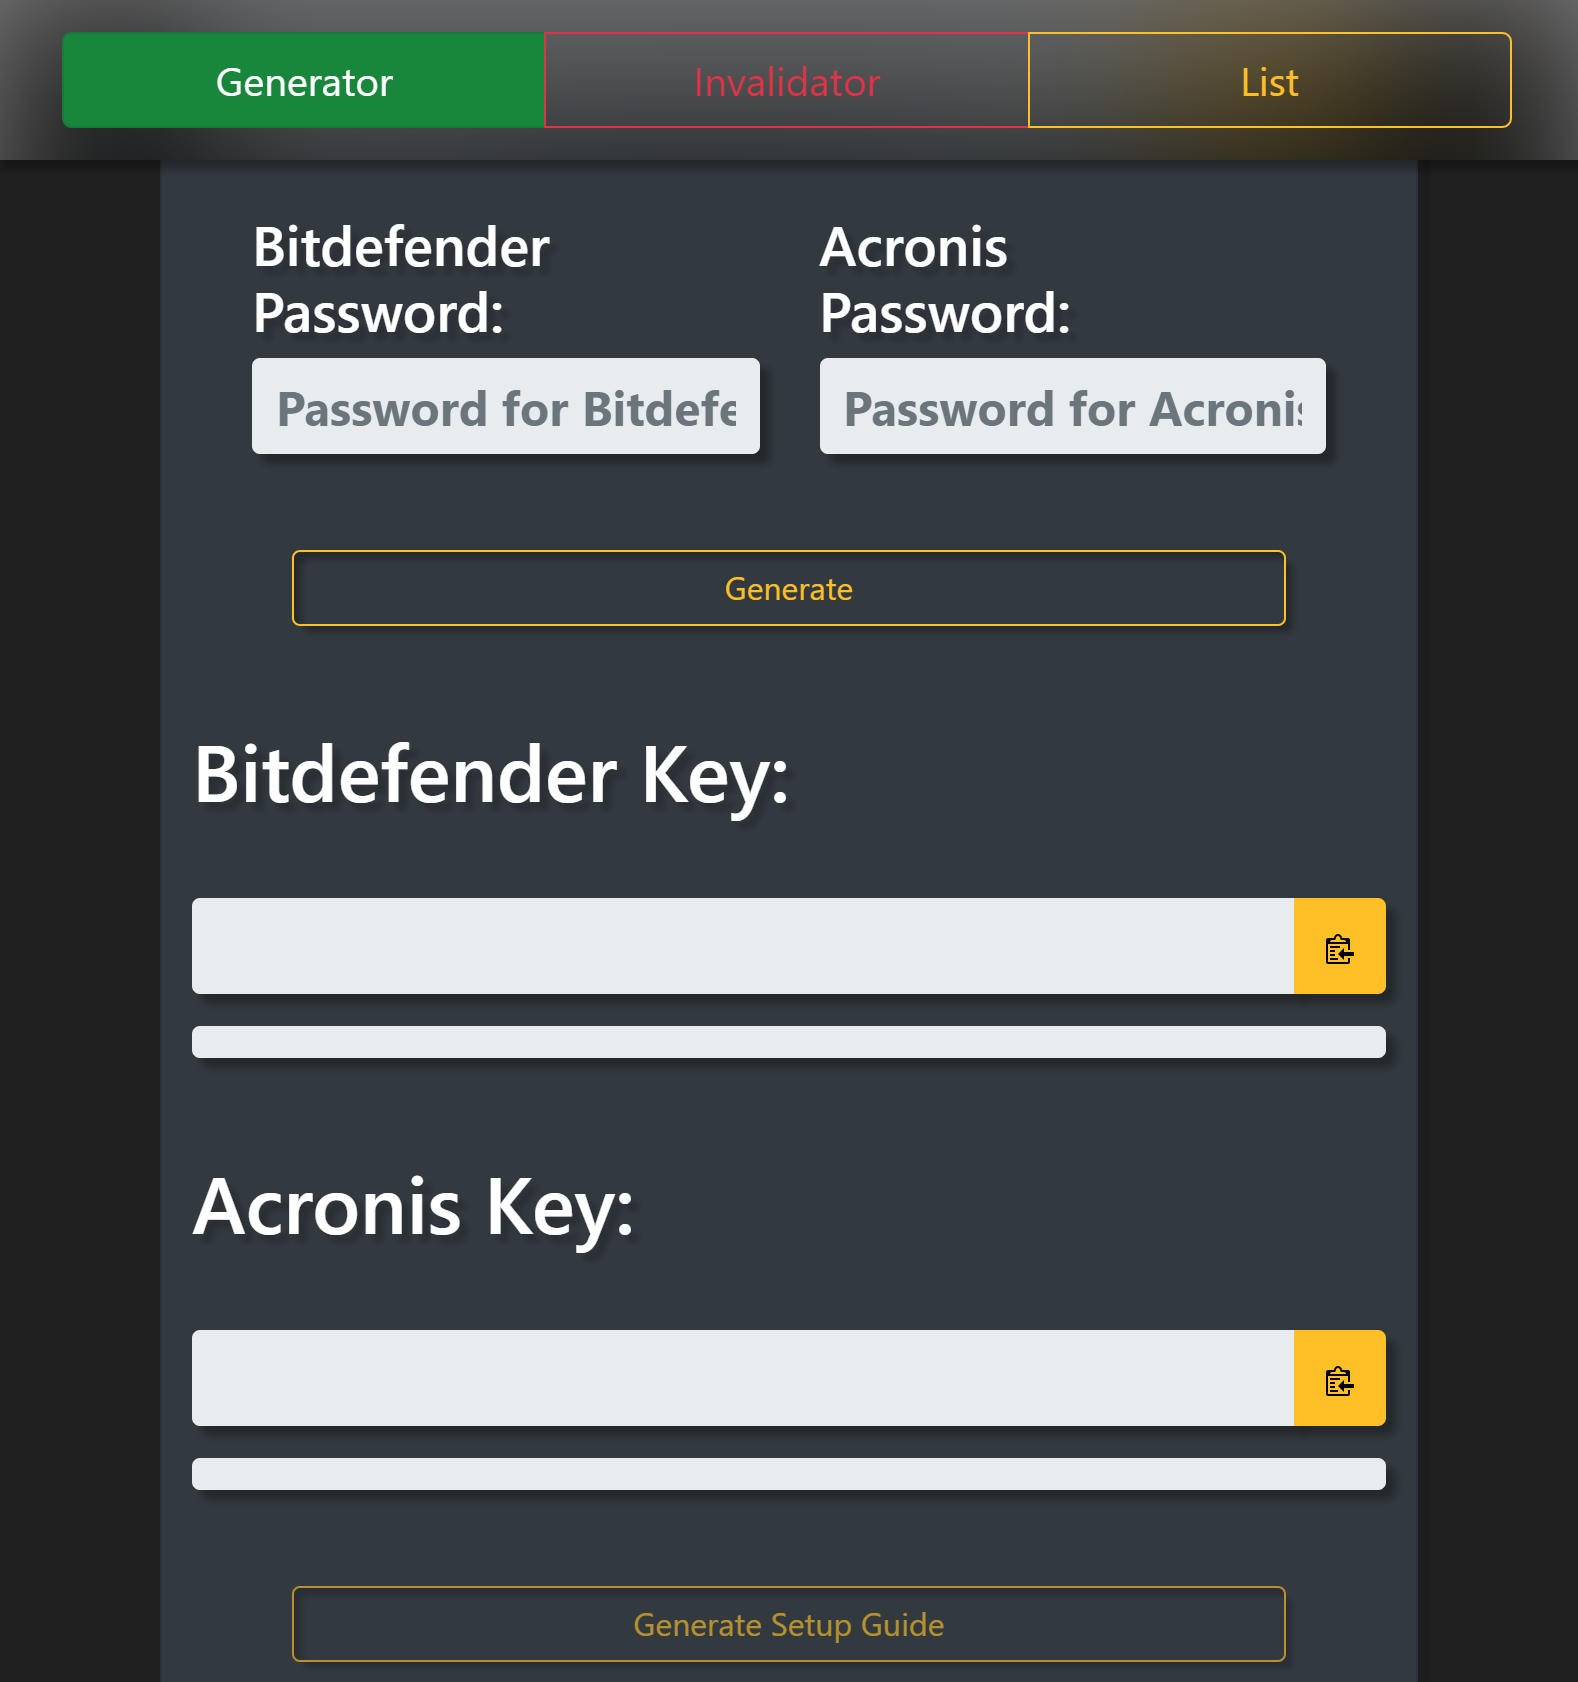 Generator
Invalidator
List
Bitdefender
Password:
Acronis
Password:
Password for Bitdefe
Password for Acronis
Generate
Bitdefender Key:
Acronis Key:
Generate Setup Guide